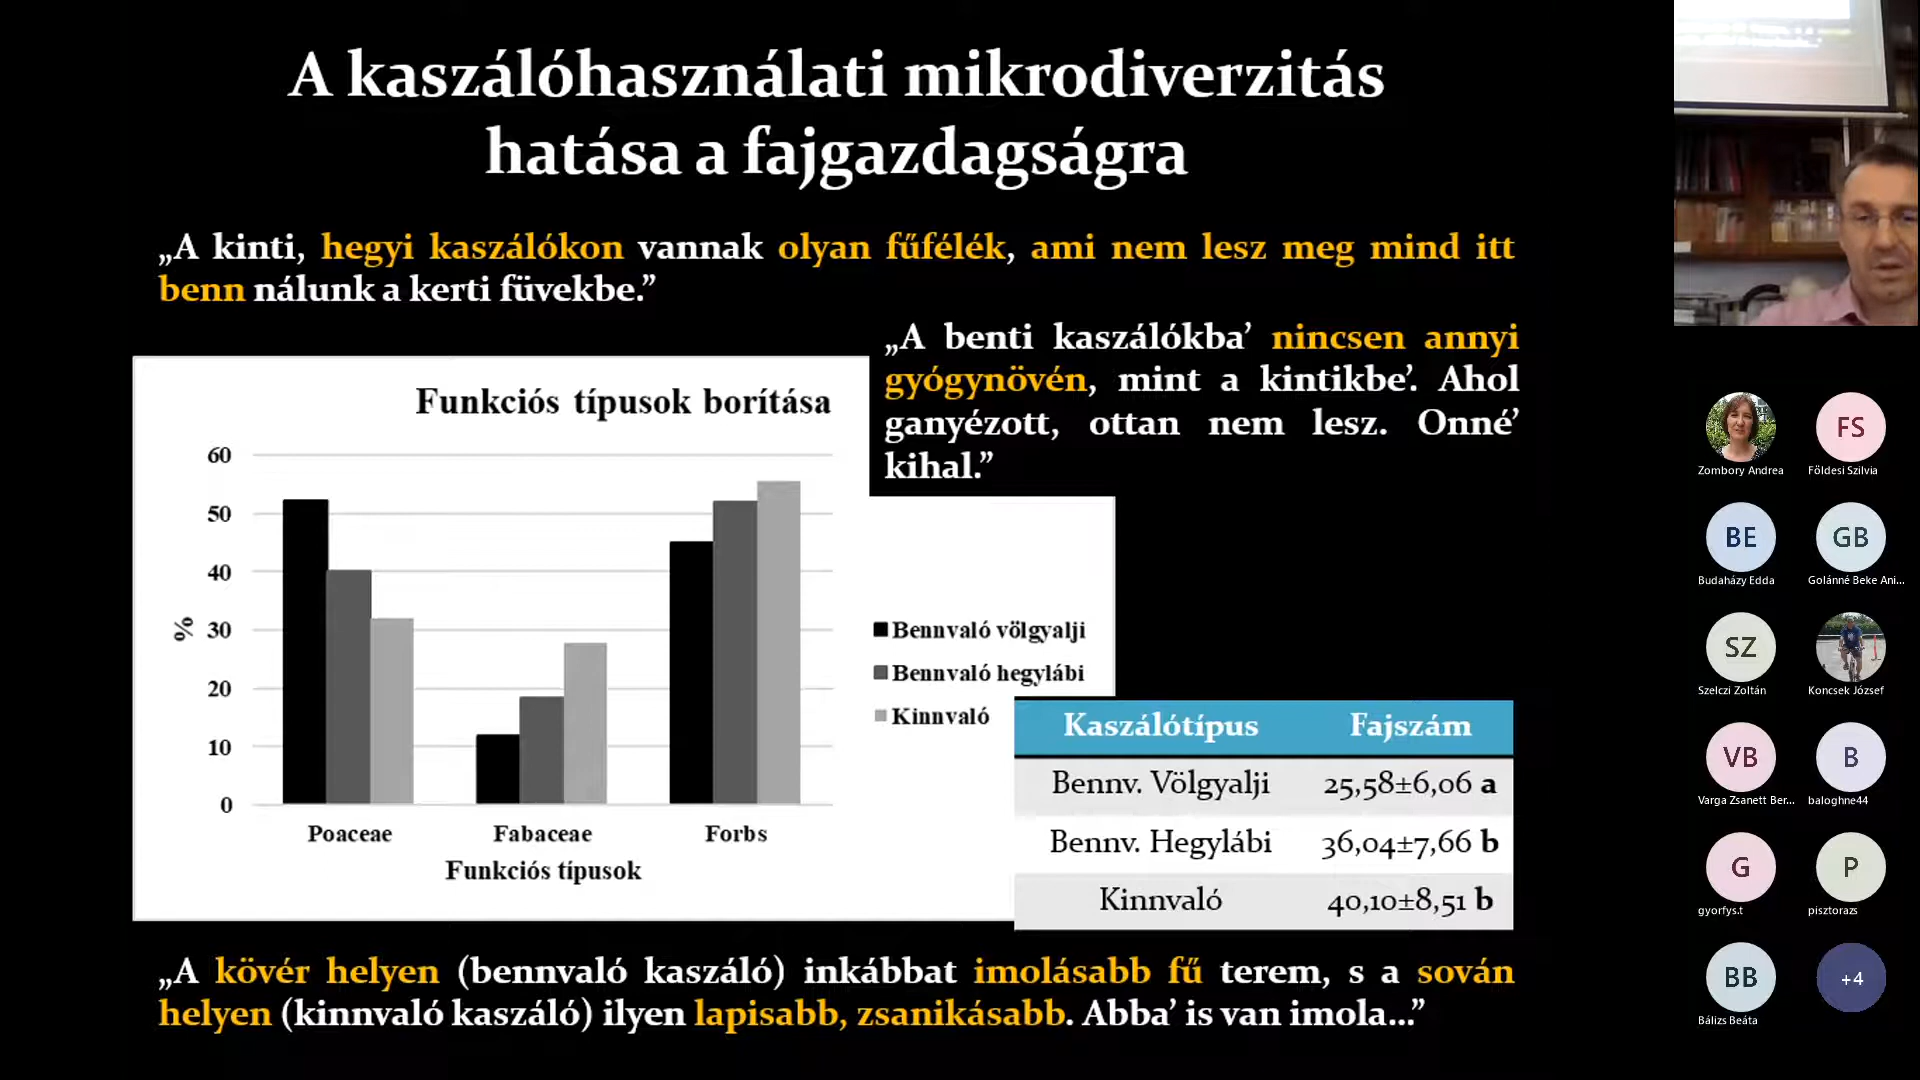 A kaszálóhasználati mikrodiverzitás
hatása a fajgazdagságra
„A kinti, hegyi kaszálókon vannak olyan fűfélék, ami nem lesz meg mind itt
benn nálunk a kerti füvekbe.”
„A benti kaszálókba’ nincsen annyi
gyógynövén, mint a kintikbe’. Ahol
ganyézott, ottan nem lesz. Onné’
kihal.”
Funkciós típusok borítása
60
50
40
30
20
10
0
%
Poaceae
Fabaceae
Forbs
Funkciós típusok
Bennvaló völgyalji
Bennvaló hegylábi
Kinnvaló
Kaszálótípus Fajszám
Bennv. Völgyalji 25,58±6,06 a
Bennv. Hegylábi 36,04±7,66 b
Kinnvaló 40,10±8,51 b
„A kövér helyen (bennvaló kaszáló) inkábbat imolásabb fű terem, s a sován
helyen (kinnvaló kaszáló) ilyen lapisabb, zsanikásabb. Abba’ is van imola...”
Zombory Andrea
FS
Földesi Szilvia
BE
Budaházy Edda
GB
Golánné Beke Ani...
SZ
Szelczi Zoltán
Koncsek József
VB
Varga Zsanett Ber...
B
baloghne44
G
gyorfys.t
P
pisztorazs
BB
Bálizs Beáta
+4